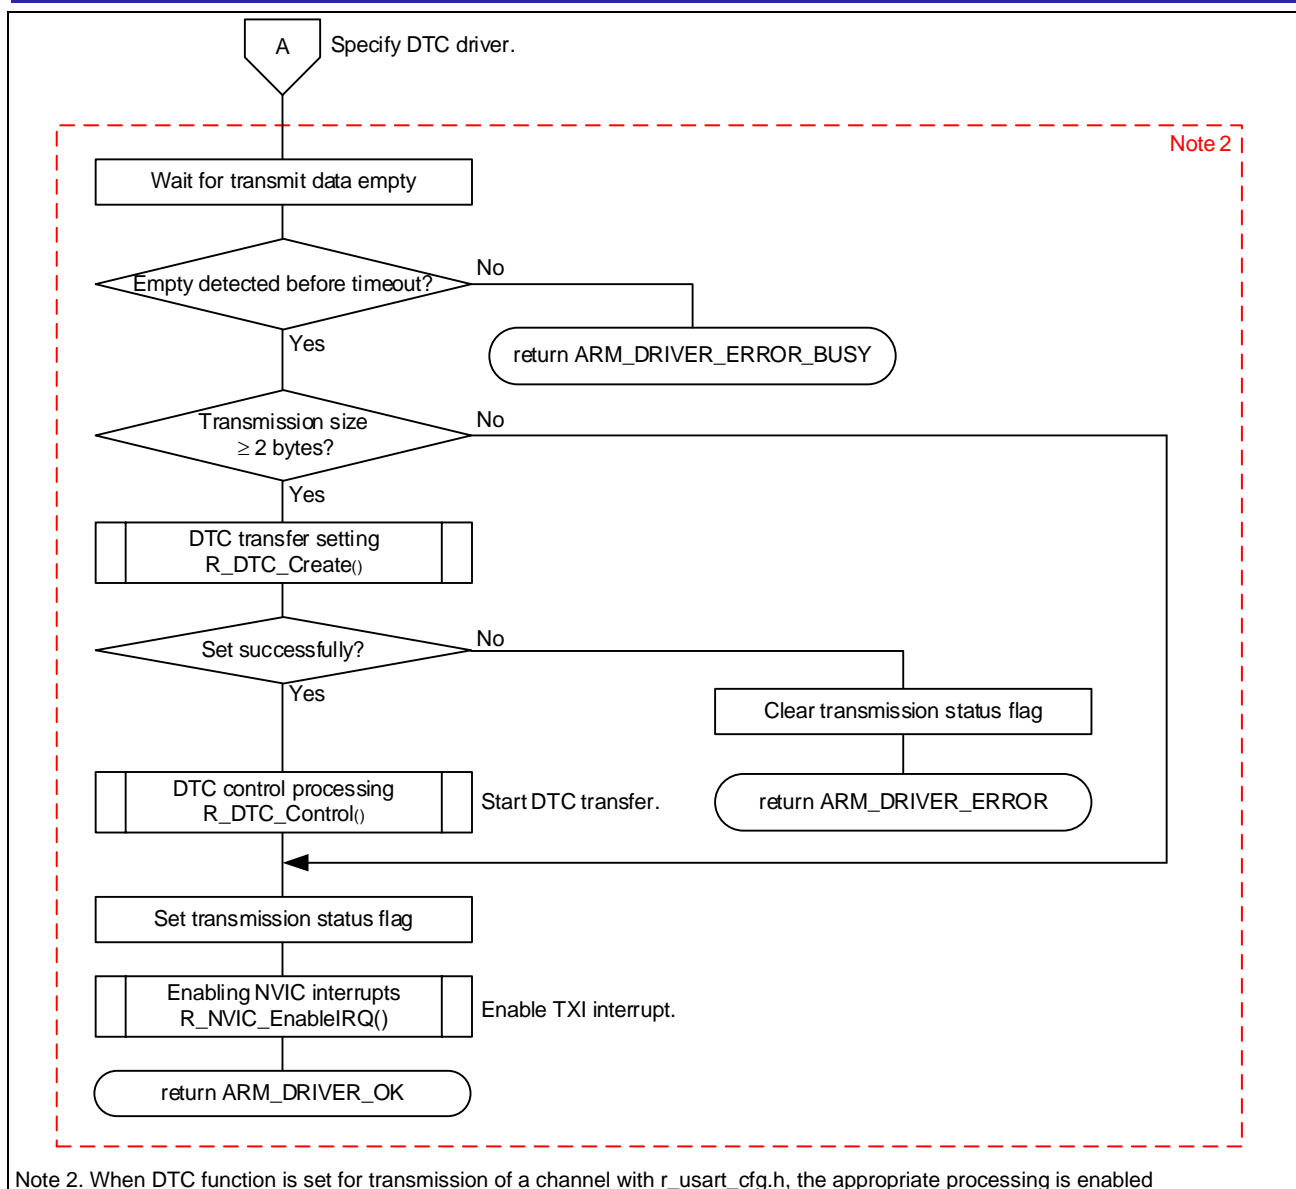 A
Specify DTC driver.
Note 2
Wait for transmit data empty
Empty detected before timeout?
No
Yes
return ARM_DRIVER_ERROR_BUSY
Transmission size
≥ 2 bytes?
No
Yes
DTC transfer setting
R_DTC_Create()
Set successfully?
No
Yes
Clear transmission status flag
return ARM_DRIVER_ERROR
DTC control processing
R_DTC_Control()
Start DTC transfer.
Set transmission status flag
Enabling NVIC interrupts
R_NVIC_EnableIRQ()
Enable TXI interrupt.
return ARM_DRIVER_OK
Note 2. When DTC function is set for transmission of a channel with r_usart_cfg.h, the appropriate processing is enabled